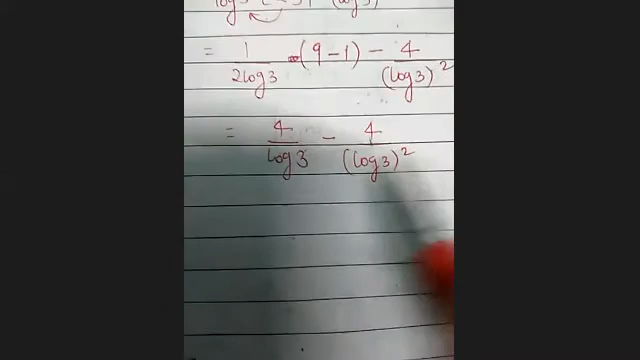 = 1/(2log3) (9-1) - 4/(log3)²
= 4/log3 - 4/(log3)²